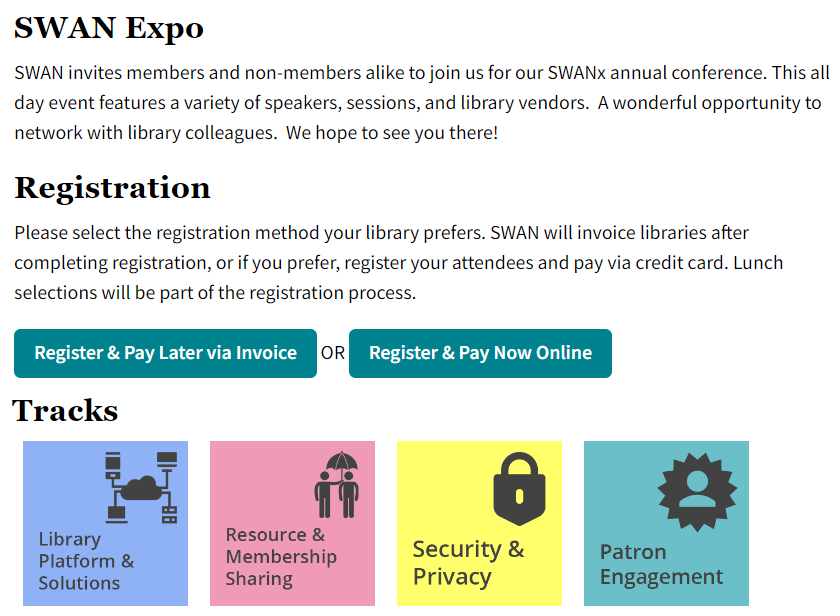 SWAN Expo
SWAN invites members and non-members alike to join us for our SWANx annual conference. This all
day event features a variety of speakers, sessions, and library vendors.  A wonderful opportunity to
network with library colleagues.  We hope to see you there!
Registration
Please select the registration method your library prefers. SWAN will invoice libraries after
completing registration, or if you prefer, register your attendees and pay via credit card. Lunch
selections will be part of the registration process.
Register & Pay Later via Invoice OR Register & Pay Now Online
Tracks
Library
Platform &
Solutions
Resource &
Membership
Sharing
Security &
Privacy
Patron
Engagement